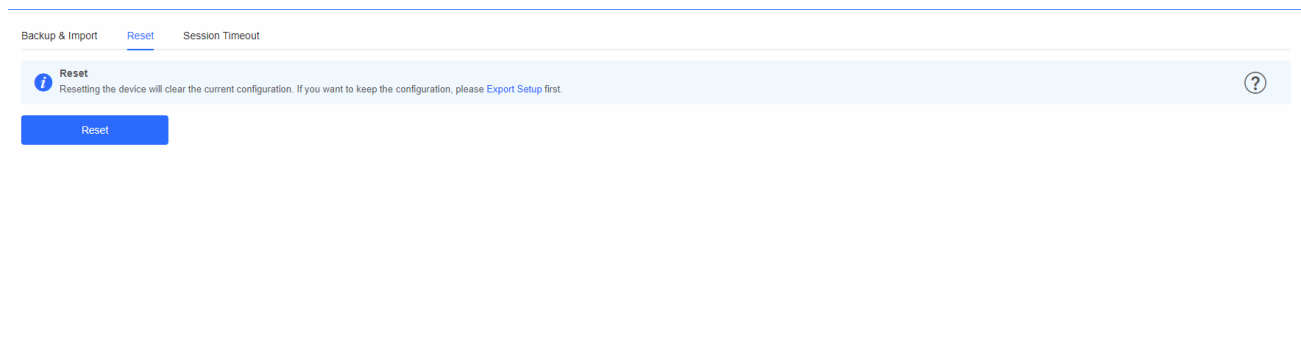 Backup & Import Reset Session Timeout
Reset
Resetting the device will clear the current configuration. If you want to keep the configuration, please Export Setup first.
Reset